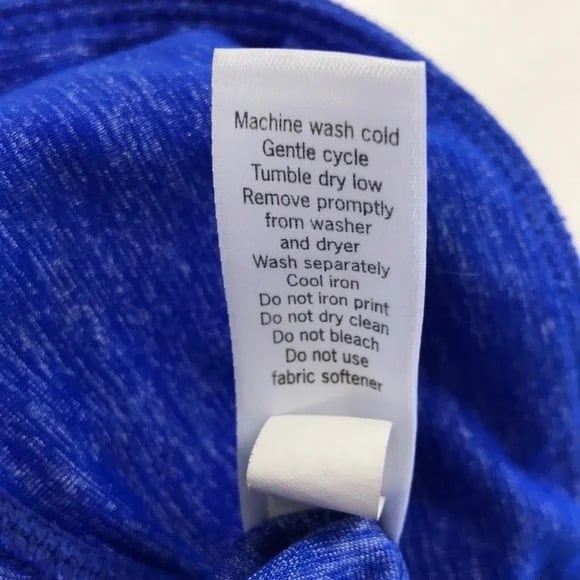 Machine wash cold
Gentle cycle
Tumble dry low
Remove promptly
from washer
and dryer
Wash separately
Cool iron
Do not iron print
Do not dry clean
Do not bleach
Do not use
fabric softener